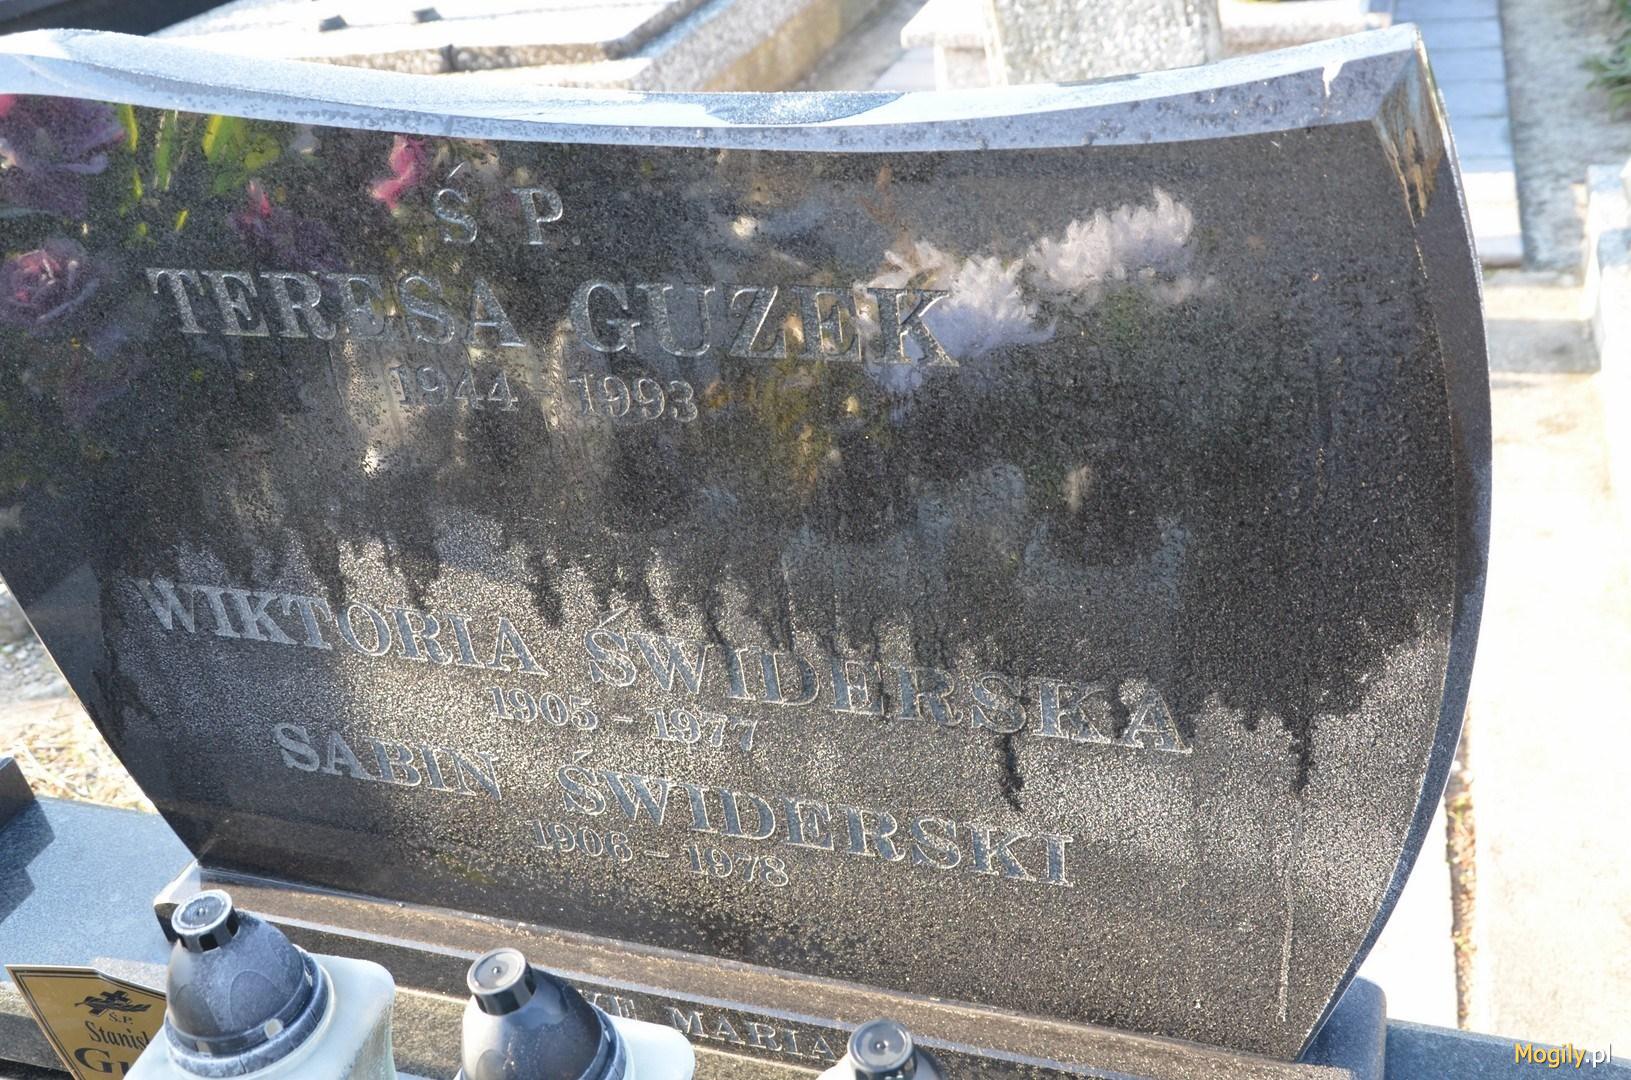 Ś. P.
TERESA GUZEK
1944 - 1993
WIKTORIA ŚWIDERSKA
1905 - 1977
SABIN ŚWIDERSKI
1906 - 1978
MARIA
Ś.P.
Mogily.pl